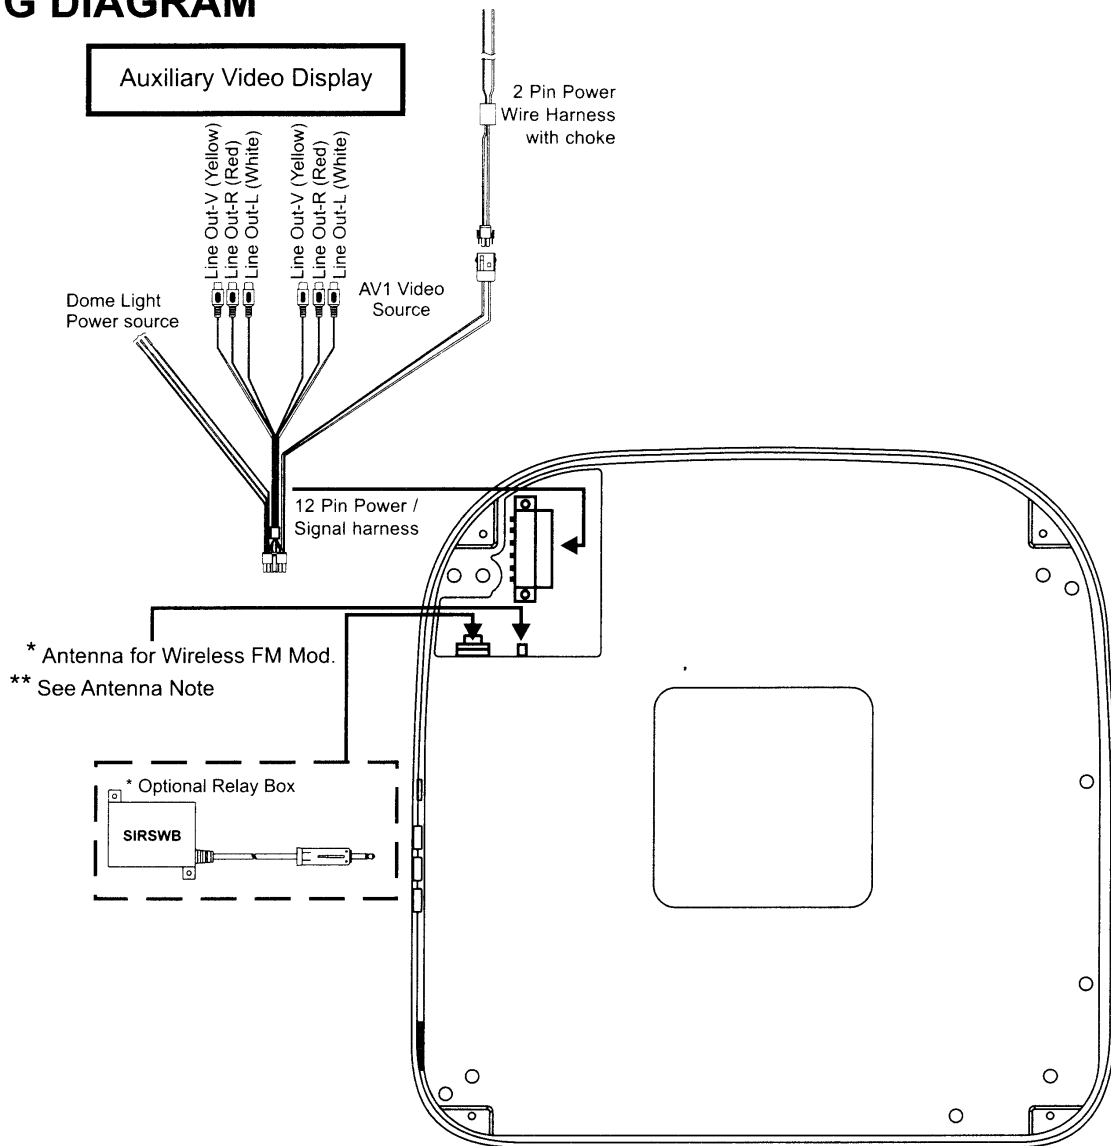 G DIAGRAM
Auxiliary Video Display
2 Pin Power
Wire Harness
with choke
Line Out-V (Yellow)
Line Out-R (Red)
Line Out-L (White)
Line Out-V (Yellow)
Line Out-R (Red)
Line Out-L (White)
Dome Light
Power source
AV1 Video
Source
12 Pin Power /
Signal harness
* Antenna for Wireless FM Mod.
** See Antenna Note
* Optional Relay Box
SIRSWB